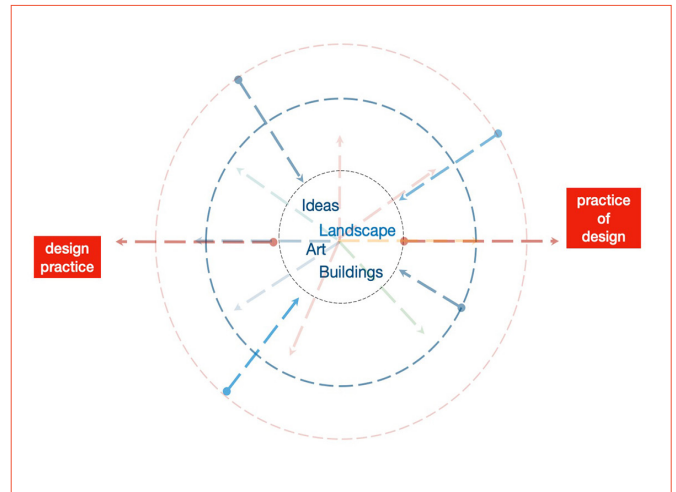 Ideas
Landscape
Art
Buildings
design
practice
practice
of
design